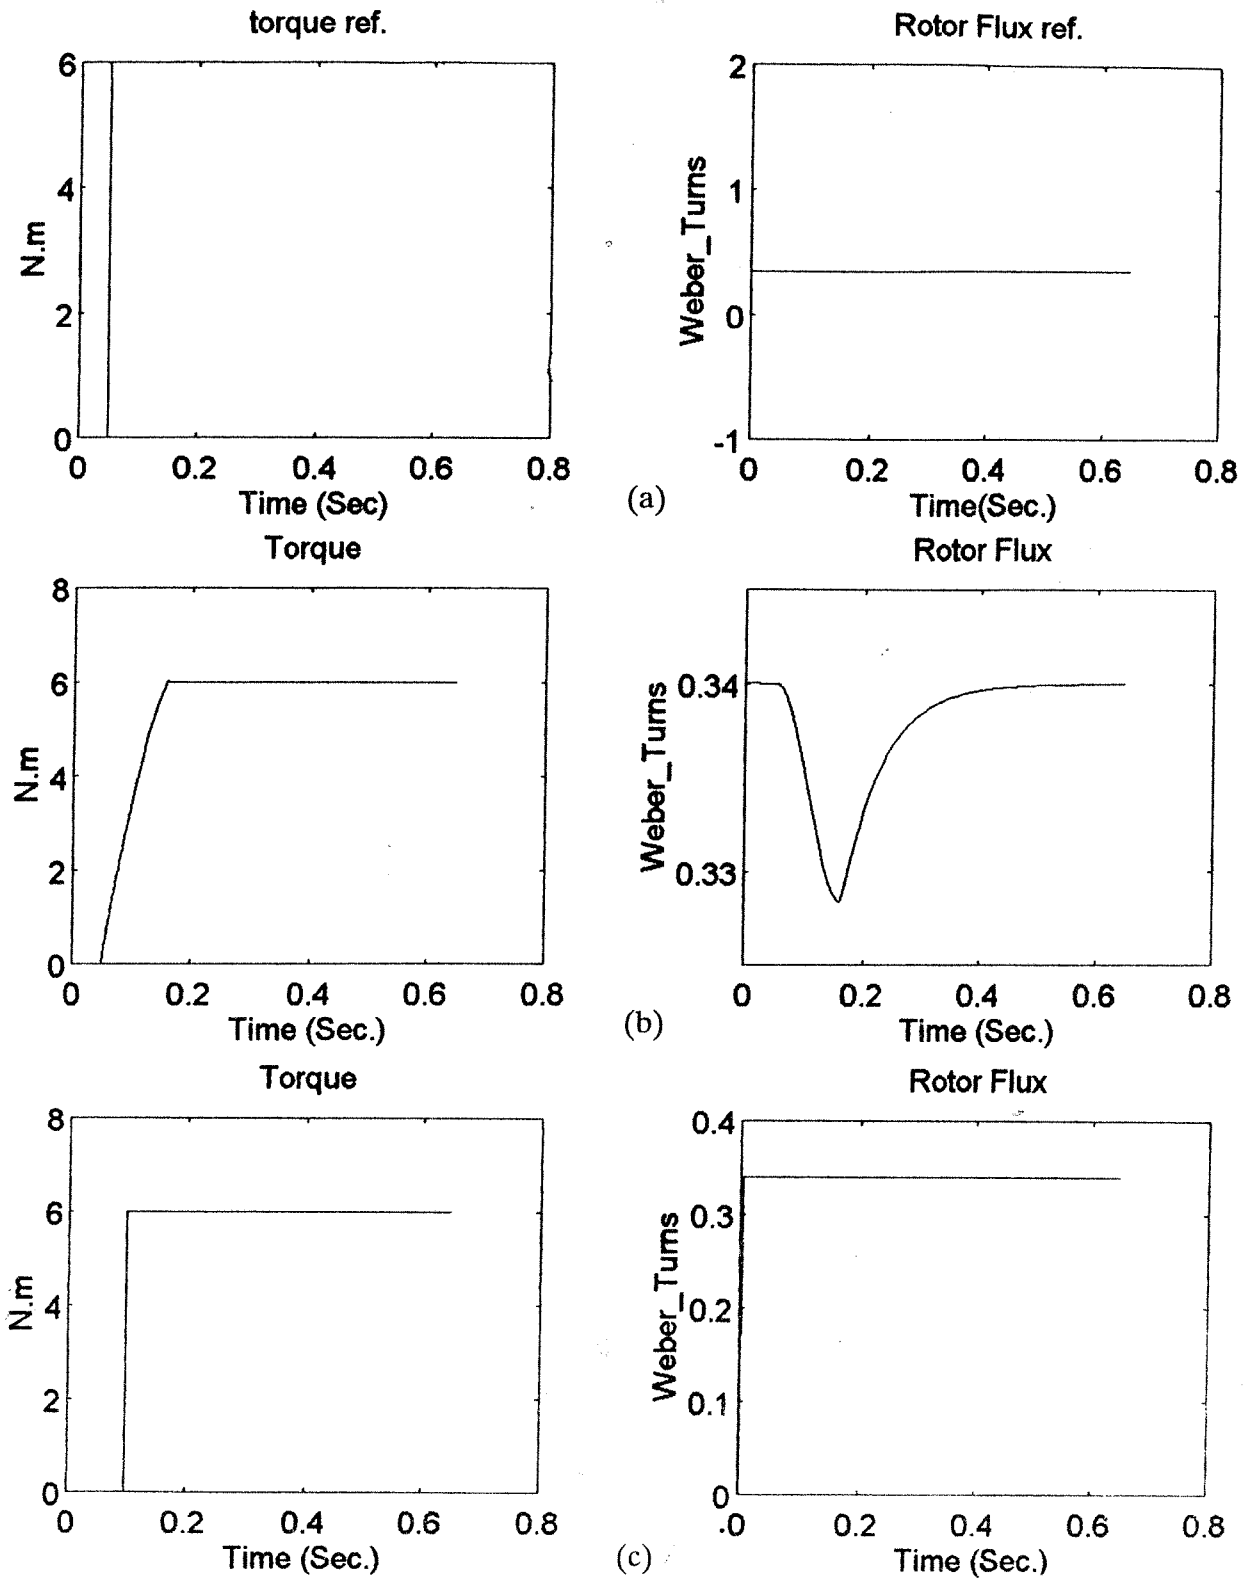 torque ref.
6
4
2
0
N.m
0 0.2 0.4 0.6 0.8
Time (Sec)
Rotor Flux ref.
2
1
0
-1
Weber_Turns
0 0.2 0.4 0.6 0.8
Time(Sec.)
(a)
Torque
8
6
4
2
0
N.m
0 0.2 0.4 0.6 0.8
Time (Sec.)
Rotor Flux
0.34
0.33
Weber_Turns
0 0.2 0.4 0.6 0.8
Time (Sec.)
(b)
Torque
8
6
4
2
0
N.m
0 0.2 0.4 0.6 0.8
Time (Sec.)
Rotor Flux
0.4
0.3
0.2
0.1
0
Weber_Turns
.0 0.2 0.4 0.6 0.8
Time (Sec.)
(c)